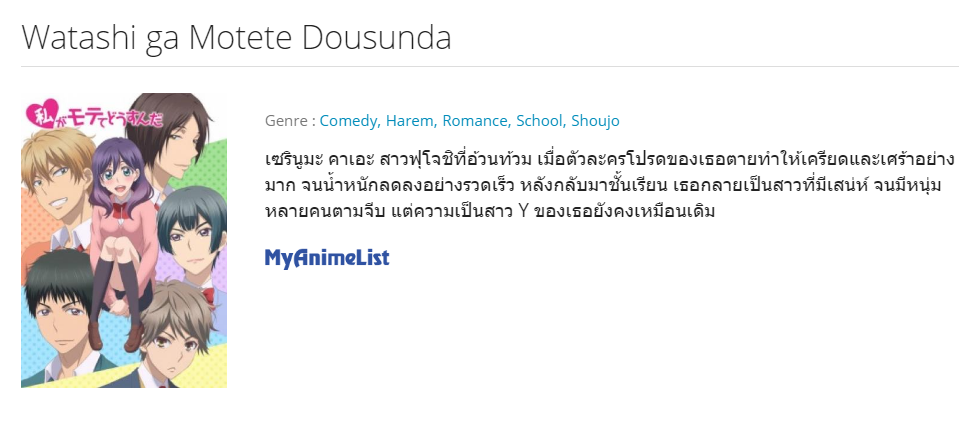 Watashi ga Motete Dousunda
私がモテてどうすんだ
Genre : Comedy, Harem, Romance, School, Shoujo
เซรินูมะ คาเอะ สาวฟุโจชิที่อ้วนท้วม เมื่อตัวละครโปรดของเธอตายทำให้เครียดและเศร้าอย่าง
มาก จนน้ำหนักลดลงอย่างรวดเร็ว หลังกลับมาชั้นเรียน เธอกลายเป็นสาวที่มีเสน่ห์ จนมีหนุ่ม
หลายคนตามจีบ แต่ความเป็นสาว Y ของเธอยังคงเหมือนเดิม
MyAnimeList